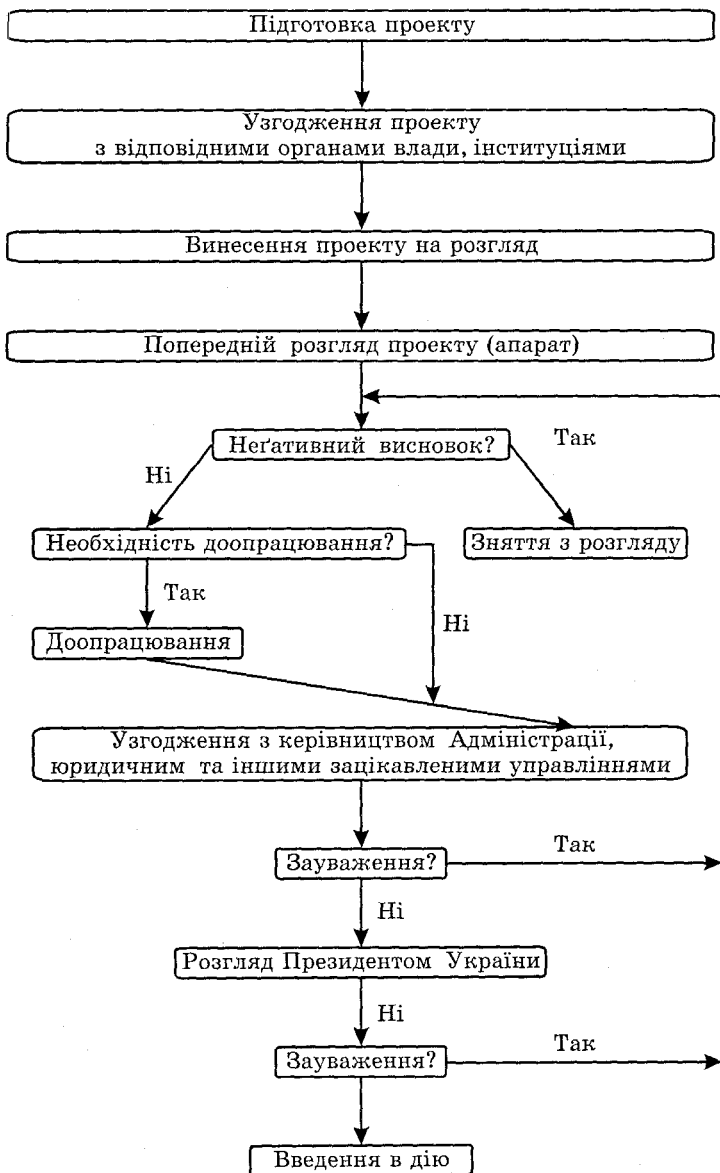 Підготовка проекту
Узгодження проекту
з відповідними органами влади, інституціями
Винесення проекту на розгляд
Попередній розгляд проекту (апарат)
Неґативний висновок?
Так
Ні
Необхідність доопрацювання?
Зняття з розгляду
Так
Ні
Доопрацювання
Узгодження з керівництвом Адміністрації,
юридичним та іншими зацікавленими управліннями
Зауваження?
Так
Ні
Розгляд Президентом України
Ні
Зауваження?
Так
Введення в дію